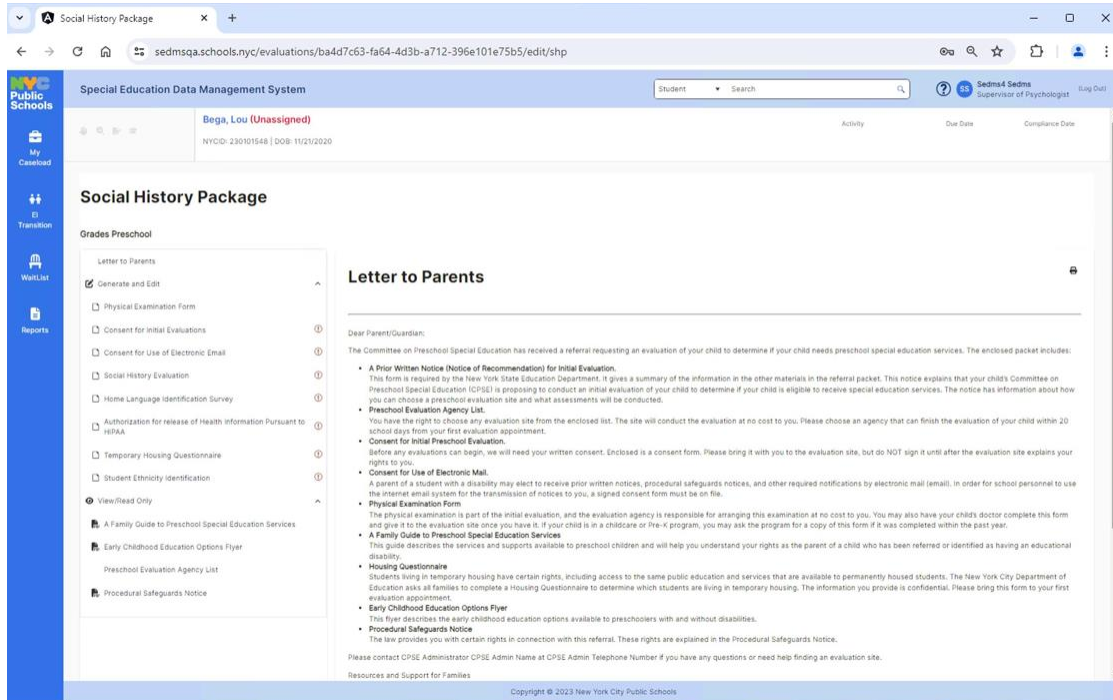 Social History Package
sedmsqa.schools.nyc/evaluations/ba4d7c63-fa64-4d3b-a712-396e101e75b5/edit/shp
NYC
Public
Schools
Special Education Data Management System
Student
Search
SS
Sedms4 Sedms
Supervisor of Psychologist
(Log Out)
My
Caseload
EI
Transition
WaitList
Reports
Bega, Lou (Unassigned)
NYCID: 230101548 | DOB: 11/21/2020
Activity
Due Date
Compliance Date
Social History Package
Grades Preschool
Letter to Parents
Generate and Edit
Physical Examination Form
Consent for Initial Evaluations
Consent for Use of Electronic Email
Social History Evaluation
Home Language Identification Survey
Authorization for release of Health Information Pursuant to
HIPAA
Temporary Housing Questionnaire
Student Ethnicity Identification
View/Read Only
A Family Guide to Preschool Special Education Services
Early Childhood Education Options Flyer
Preschool Evaluation Agency List
Procedural Safeguards Notice
Letter to Parents
Dear Parent/Guardian:
The Committee on Preschool Special Education has received a referral requesting an evaluation of your child to determine if your child needs preschool special education services. The enclosed packet includes:
• A Prior Written Notice (Notice of Recommendation) for Initial Evaluation.
This form is required by the New York State Education Department. It gives a summary of the information in the other materials in the referral packet. This notice explains that your child's Committee on
Preschool Special Education (CPSE) is proposing to conduct an initial evaluation of your child to determine if your child is eligible to receive special education services. The notice has information about how
you can choose a preschool evaluation site and what assessments will be conducted.
• Preschool Evaluation Agency List.
You have the right to choose any evaluation site from the enclosed list. The site will conduct the evaluation at no cost to you. Please choose an agency that can finish the evaluation of your child within 20
school days from your first evaluation appointment.
• Consent for Initial Preschool Evaluation.
Before any evaluations can begin, we will need your written consent. Enclosed is a consent form. Please bring it with you to the evaluation site, but do NOT sign it until after the evaluation site explains your
rights to you.
• Consent for Use of Electronic Mail.
A parent of a student with a disability may elect to receive prior written notices, procedural safeguards notices, and other required notifications by electronic mail (email). In order for school personnel to use
the internet email system for the transmission of notices to you, a signed consent form must be on file.
• Physical Examination Form
The physical examination is part of the initial evaluation, and the evaluation agency is responsible for arranging this examination at no cost to you. You may also have your child's doctor complete this form
and give it to the evaluation site once you have it. If your child is in a childcare or Pre-K program, you may ask the program for a copy of this form if it was completed within the past year.
• A Family Guide to Preschool Special Education Services
This guide describes the services and supports available to preschool children and will help you understand your rights as the parent of a child who has been referred or identified as having an educational
disability.
• Housing Questionnaire
Students living in temporary housing have certain rights, including access to the same public education and services that are available to permanently housed students. The New York City Department of
Education asks all families to complete a Housing Questionnaire to determine which students are living in temporary housing. The information you provide is confidential. Please bring this form to your first
evaluation appointment.
• Early Childhood Education Options Flyer
This flyer describes the early childhood education options available to preschoolers with and without disabilities.
• Procedural Safeguards Notice
The law provides you with certain rights in connection with this referral. These rights are explained in the Procedural Safeguards Notice.
Please contact CPSE Administrator CPSE Admin Name at CPSE Admin Telephone Number if you have any questions or need help finding an evaluation site.
Resources and Support for Families
Copyright © 2023 New York City Public Schools